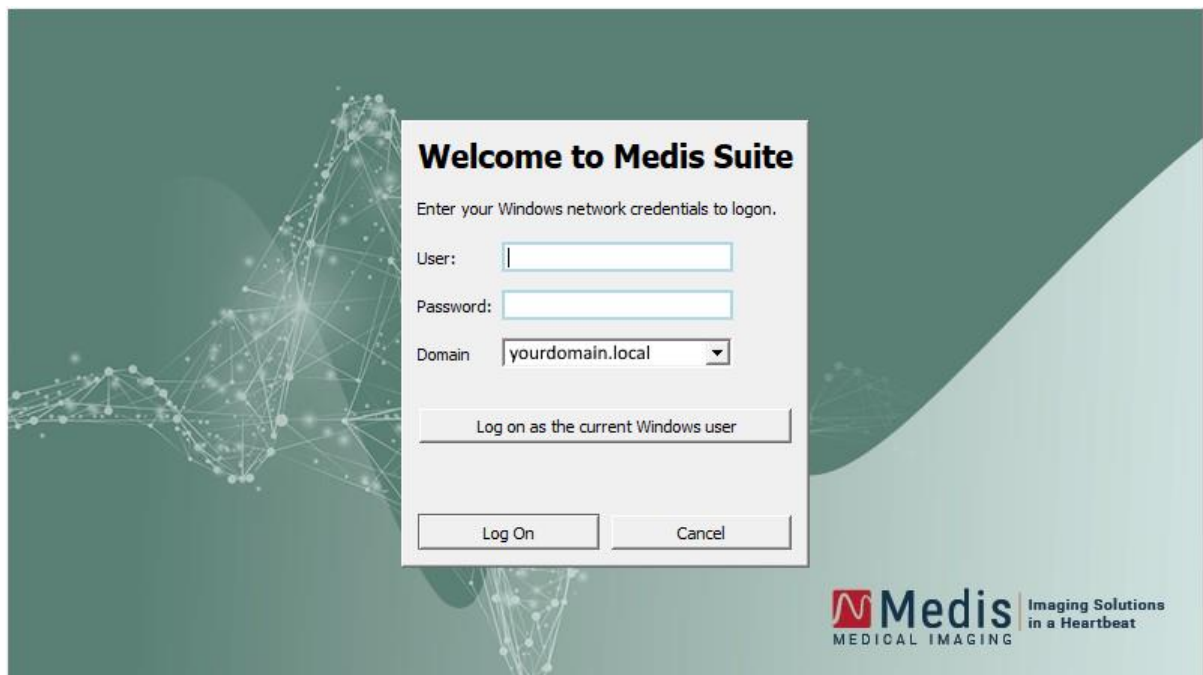 Welcome to Medis Suite
Enter your Windows network credentials to logon.
User:
Password:
Domain yourdomain.local
Log on as the current Windows user
Log On Cancel
Medis
MEDICAL IMAGING
Imaging Solutions
in a Heartbeat